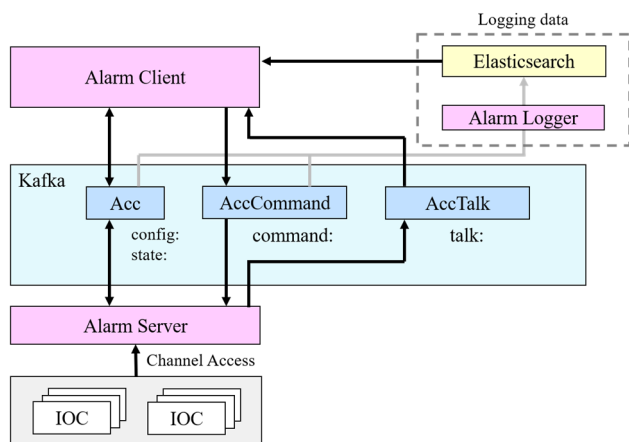 Logging data
Elasticsearch
Alarm Client
Alarm Logger
Kafka
Acc
AccCommand
AccTalk
config:
command:
talk:
state:
Alarm Server
Channel Access
IOC
IOC